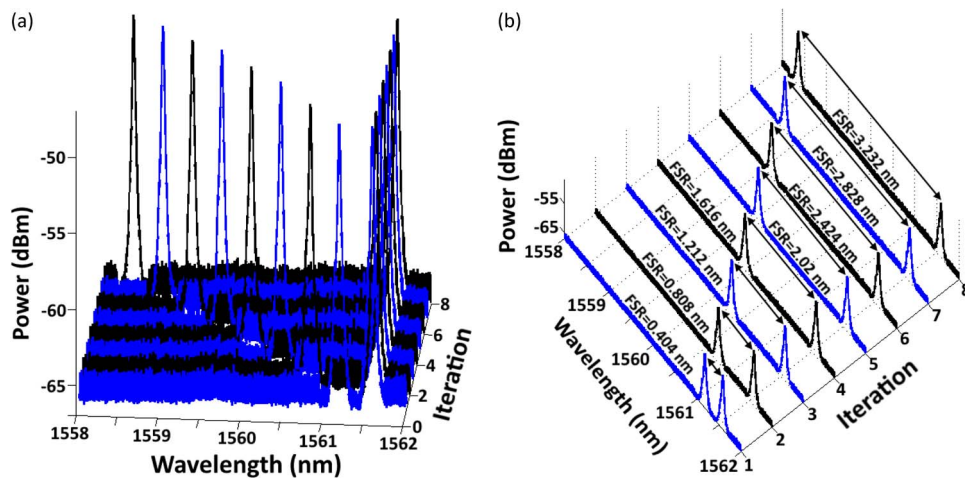 (a)
-50
-55
-60
-65
Power (dBm)
1558
1559
1560
1561
1562
Wavelength (nm)
0
2
4
6
8
Iteration
(b)
Power (dBm)
-55
-65
1558
1559
1560
1561
1562
Wavelength (nm)
1
2
3
4
5
6
7
8
Iteration
FSR=0.404 nm
FSR=0.808 nm
FSR=1.212 nm
FSR=1.616 nm
FSR=2.02 nm
FSR=2.424 nm
FSR=2.828 nm
FSR=3.232 nm